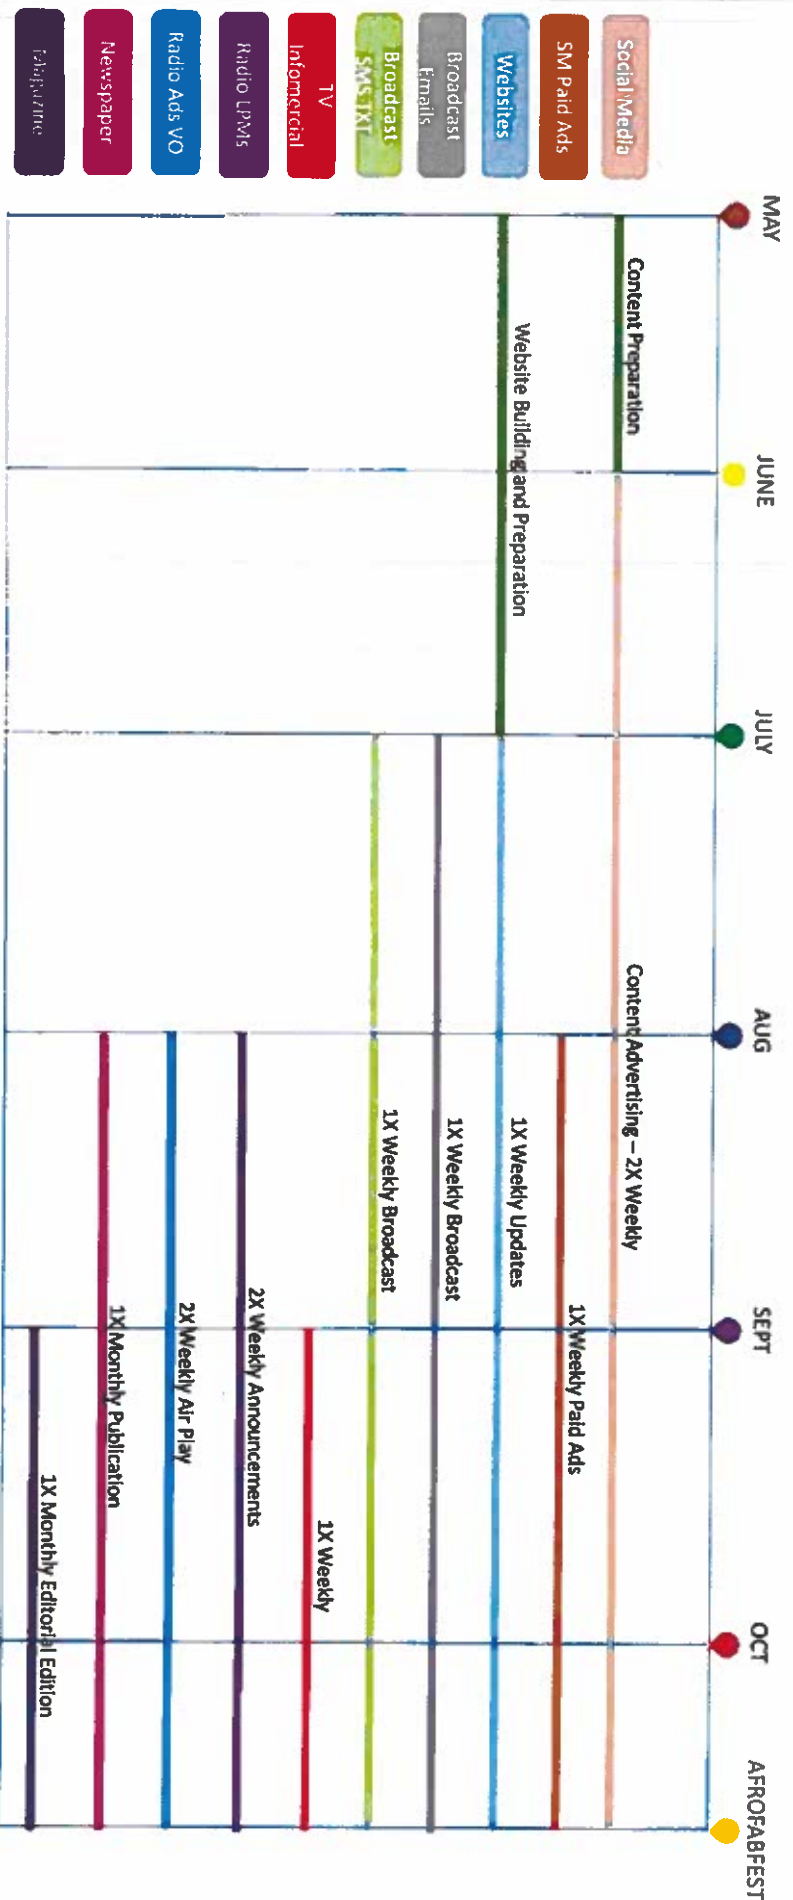 MAY
JUNE
JULY
AUG
SEPT
OCT
AFROFABFEST
Social Media
Content Preparation
Content Advertising – 2X Weekly
SM Paid Ads
1X Weekly Paid Ads
Websites
Website Building and Preparation
1X Weekly Updates
Broadcast
Emails
1X Weekly Broadcast
Broadcast
SMS TXT
1X Weekly Broadcast
TV
Infomercial
1X Weekly
Radio LPMs
2X Weekly Announcements
Radio Ads VO
2X Weekly Air Play
Newspaper
1X Monthly Publication
Magazine
1X Monthly Editorial Edition